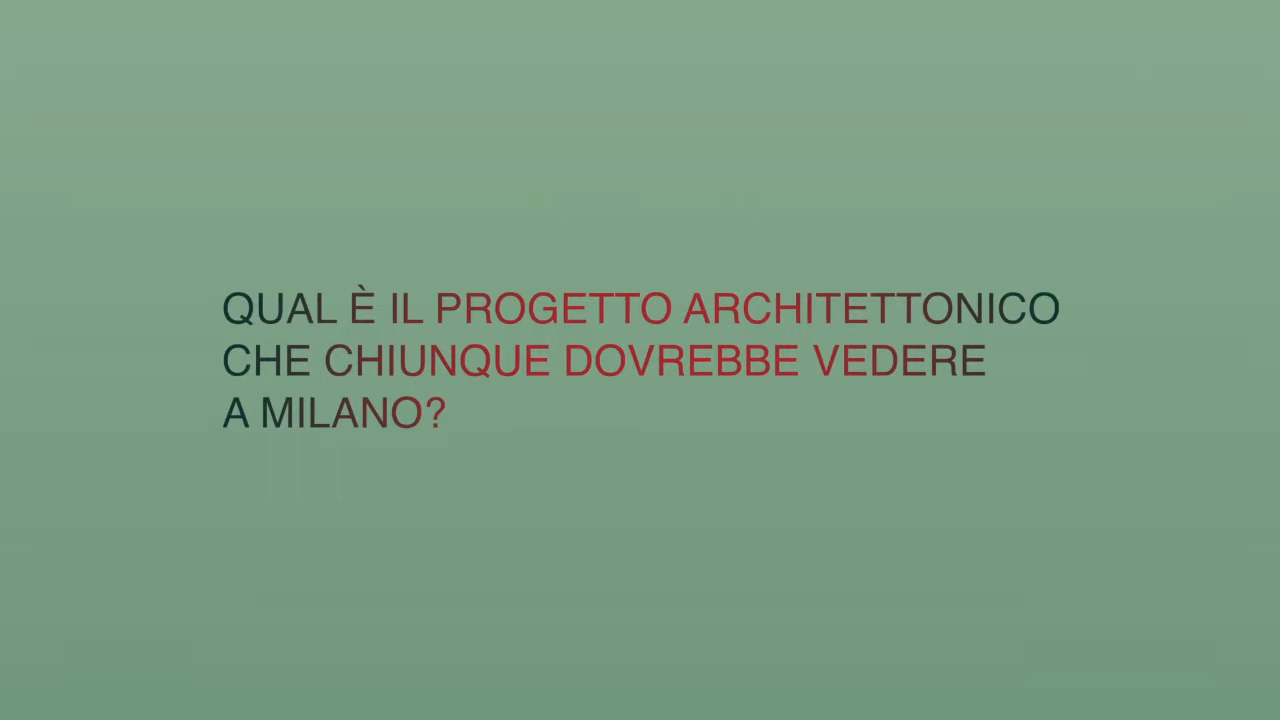 QUAL È IL PROGETTO ARCHITETTONICO
CHE CHIUNQUE DOVREBBE VEDERE
A MILANO?